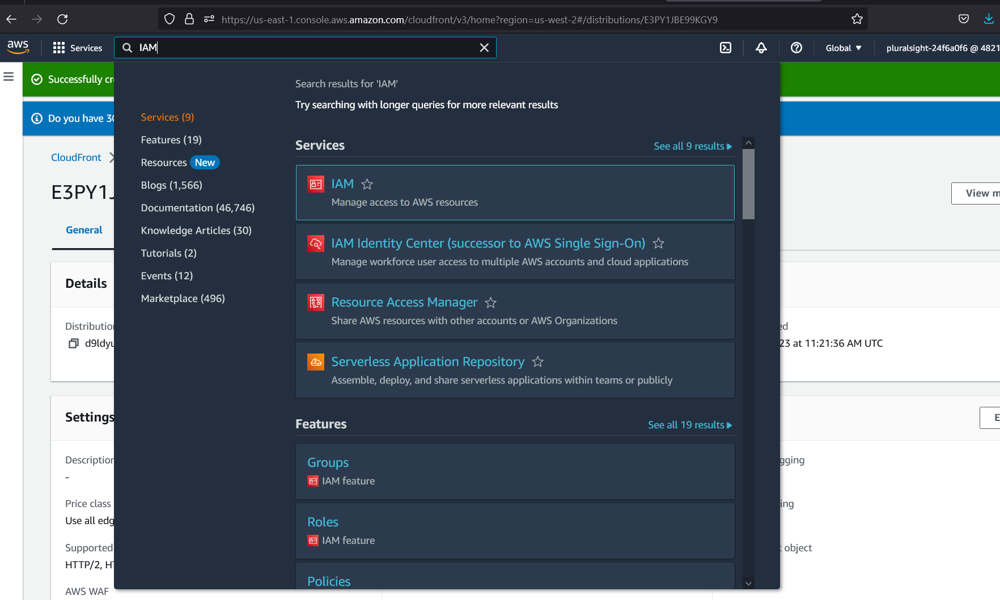 https://us-east-1.console.aws.amazon.com/cloudfront/v3/home?region=us-west-2#/distributions/E3PY1JBE99KGY9
aws
Services
IAM
Global
pluralsight-24f6a0f6 @ 4821
Successfully cr
Do you have 30
CloudFront
E3PY1J
View m
General
Details
Distribution
d9ldyu
ed
23 at 11:21:36 AM UTC
Settings
E
Description
-
gging
Price class
Use all edg
ing
Supported
HTTP/2, HT
t object
AWS WAF
Search results for 'IAM'
Try searching with longer queries for more relevant results
Services (9)
Features (19)
Resources New
Blogs (1,566)
Documentation (46,746)
Knowledge Articles (30)
Tutorials (2)
Events (12)
Marketplace (496)
Services
See all 9 results
IAM
Manage access to AWS resources
IAM Identity Center (successor to AWS Single Sign-On)
Manage workforce user access to multiple AWS accounts and cloud applications
Resource Access Manager
Share AWS resources with other accounts or AWS Organizations
Serverless Application Repository
Assemble, deploy, and share serverless applications within teams or publicly
Features
See all 19 results
Groups
IAM feature
Roles
IAM feature
Policies